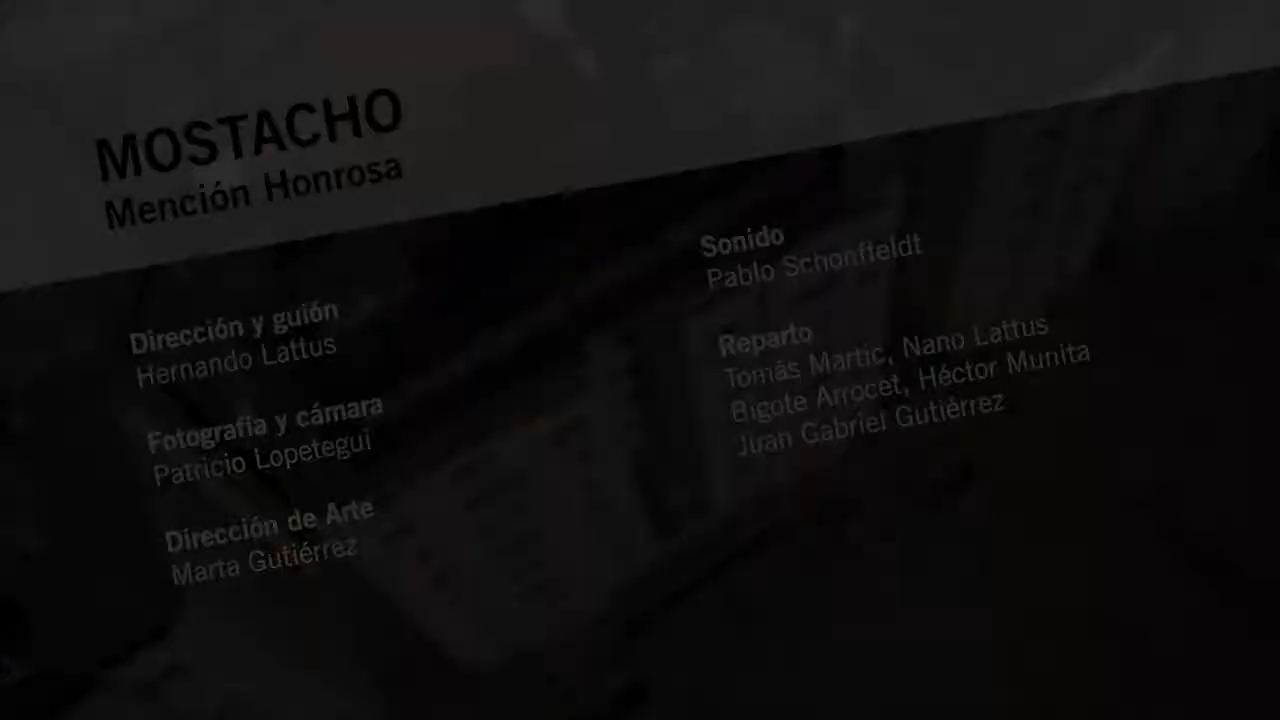 MOSTACHO
Mención Honrosa
Dirección y guión
Hernando Lattus
Fotografia y cámara
Patricio Lopetegui
Dirección de Arte
Marta Gutiérrez
Sonido
Pablo Schonffeldt
Reparto
Tomás Martic, Nano Lattus
Bigote Arrocet, Héctor Munita
Juan Gabriel Gutiérrez